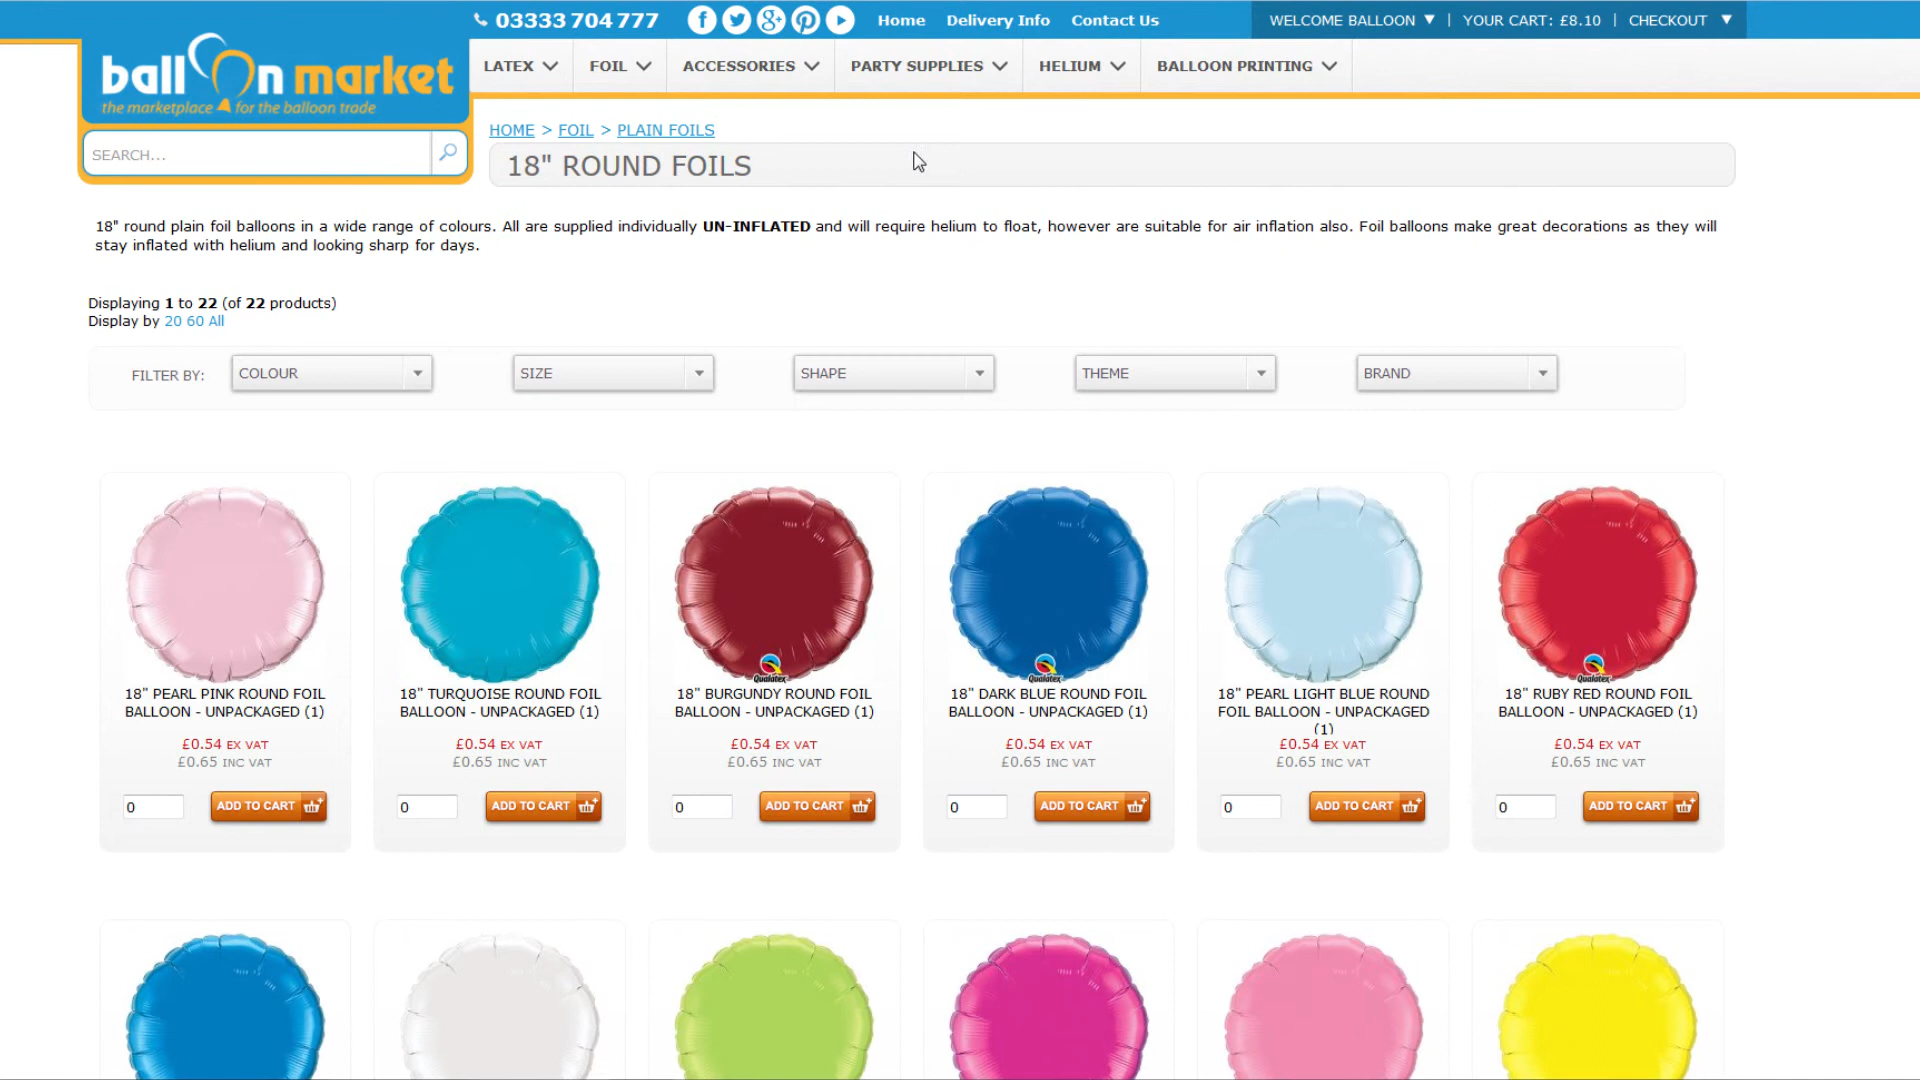 03333 704 777
Home
Delivery Info
Contact Us
WELCOME BALLOON ▼ | YOUR CART: £8.10 | CHECKOUT ▼
balloon market
the marketplace for the balloon trade
LATEX
FOIL
ACCESSORIES
PARTY SUPPLIES
HELIUM
BALLOON PRINTING
SEARCH...
HOME > FOIL > PLAIN FOILS
18" ROUND FOILS
18" round plain foil balloons in a wide range of colours. All are supplied individually UN-INFLATED and will require helium to float, however are suitable for air inflation also. Foil balloons make great decorations as they will
stay inflated with helium and looking sharp for days.
Displaying 1 to 22 (of 22 products)
Display by 20 60 All
FILTER BY:
COLOUR
SIZE
SHAPE
THEME
BRAND
Qualatex
Qualatex
Qualatex
18" PEARL PINK ROUND FOIL
BALLOON - UNPACKAGED (1)
£0.54 EX VAT
£0.65 INC VAT
0
ADD TO CART
18" TURQUOISE ROUND FOIL
BALLOON - UNPACKAGED (1)
£0.54 EX VAT
£0.65 INC VAT
0
ADD TO CART
18" BURGUNDY ROUND FOIL
BALLOON - UNPACKAGED (1)
£0.54 EX VAT
£0.65 INC VAT
0
ADD TO CART
18" DARK BLUE ROUND FOIL
BALLOON - UNPACKAGED (1)
£0.54 EX VAT
£0.65 INC VAT
0
ADD TO CART
18" PEARL LIGHT BLUE ROUND
FOIL BALLOON - UNPACKAGED
(1)
£0.54 EX VAT
£0.65 INC VAT
0
ADD TO CART
18" RUBY RED ROUND FOIL
BALLOON - UNPACKAGED (1)
£0.54 EX VAT
£0.65 INC VAT
0
ADD TO CART